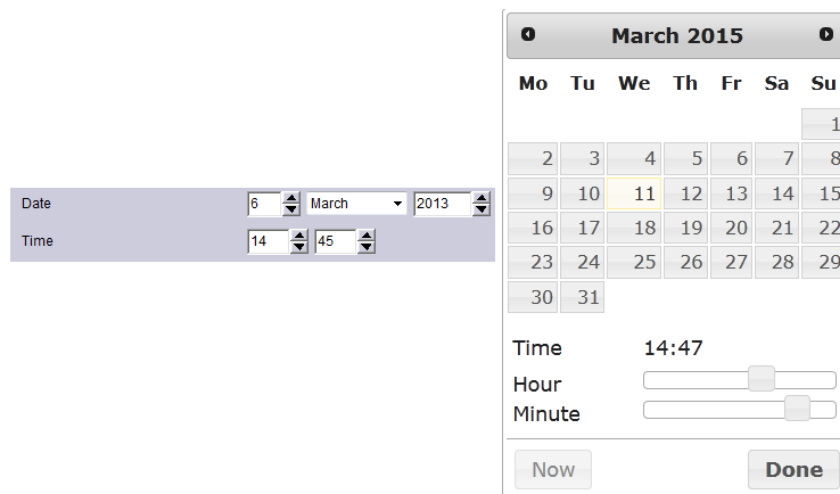 Date 6 March 2013
Time 14 45
March 2015
Mo Tu We Th Fr Sa Su
1
2 3 4 5 6 7 8
9 10 11 12 13 14 15
16 17 18 19 20 21 22
23 24 25 26 27 28 29
30 31
Time 14:47
Hour
Minute
Now Done